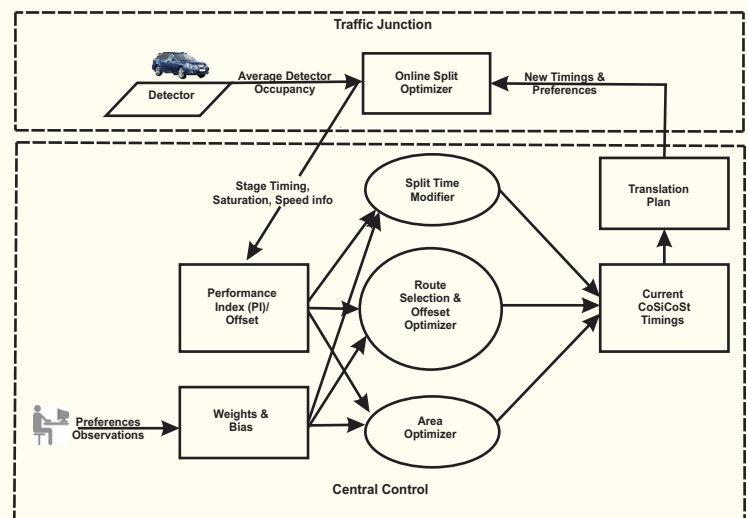 Traffic Junction
Detector
Average Detector
Occupancy
Online Split
Optimizer
New Timings &
Preferences
Stage Timing,
Saturation, Speed info
Split Time
Modifier
Translation
Plan
Performance
Index (PI)/
Offset
Route
Selection &
Offeset
Optimizer
Current
CoSiCoSt
Timings
Preferences
Observations
Weights &
Bias
Area
Optimizer
Central Control